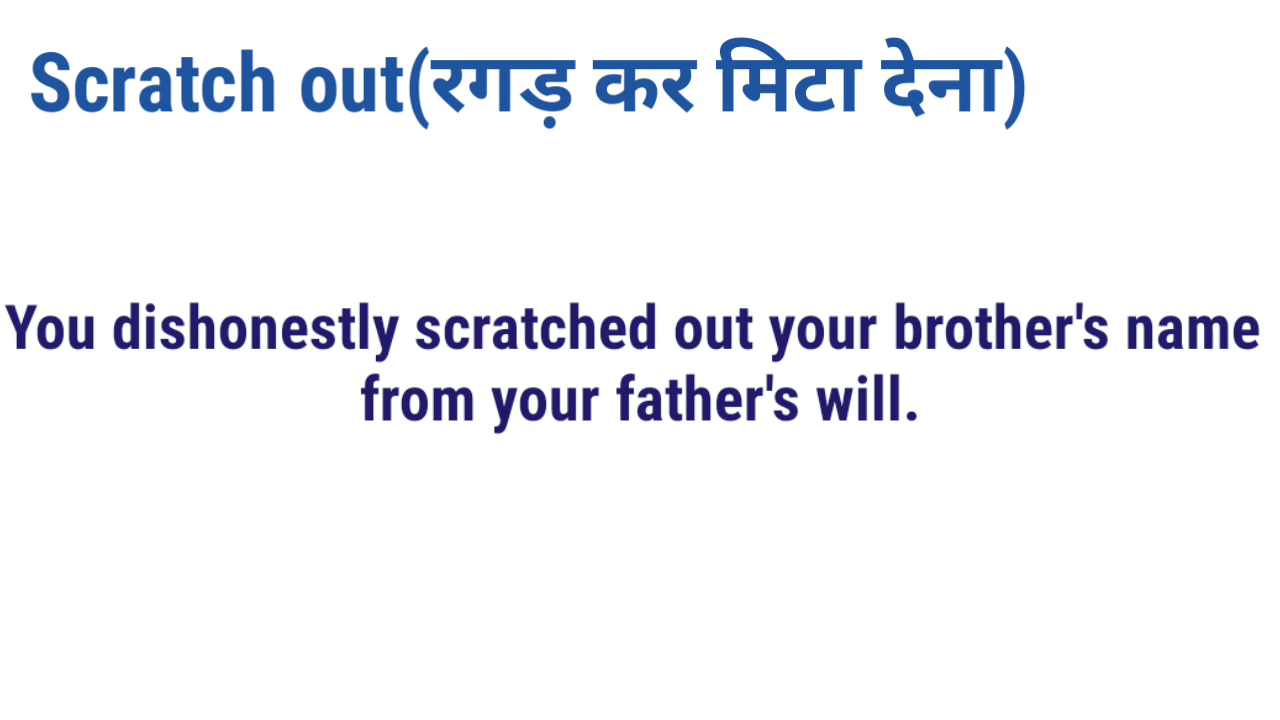 Scratch out(रगड़ कर मिटा देना)
You dishonestly scratched out your brother's name
from your father's will.